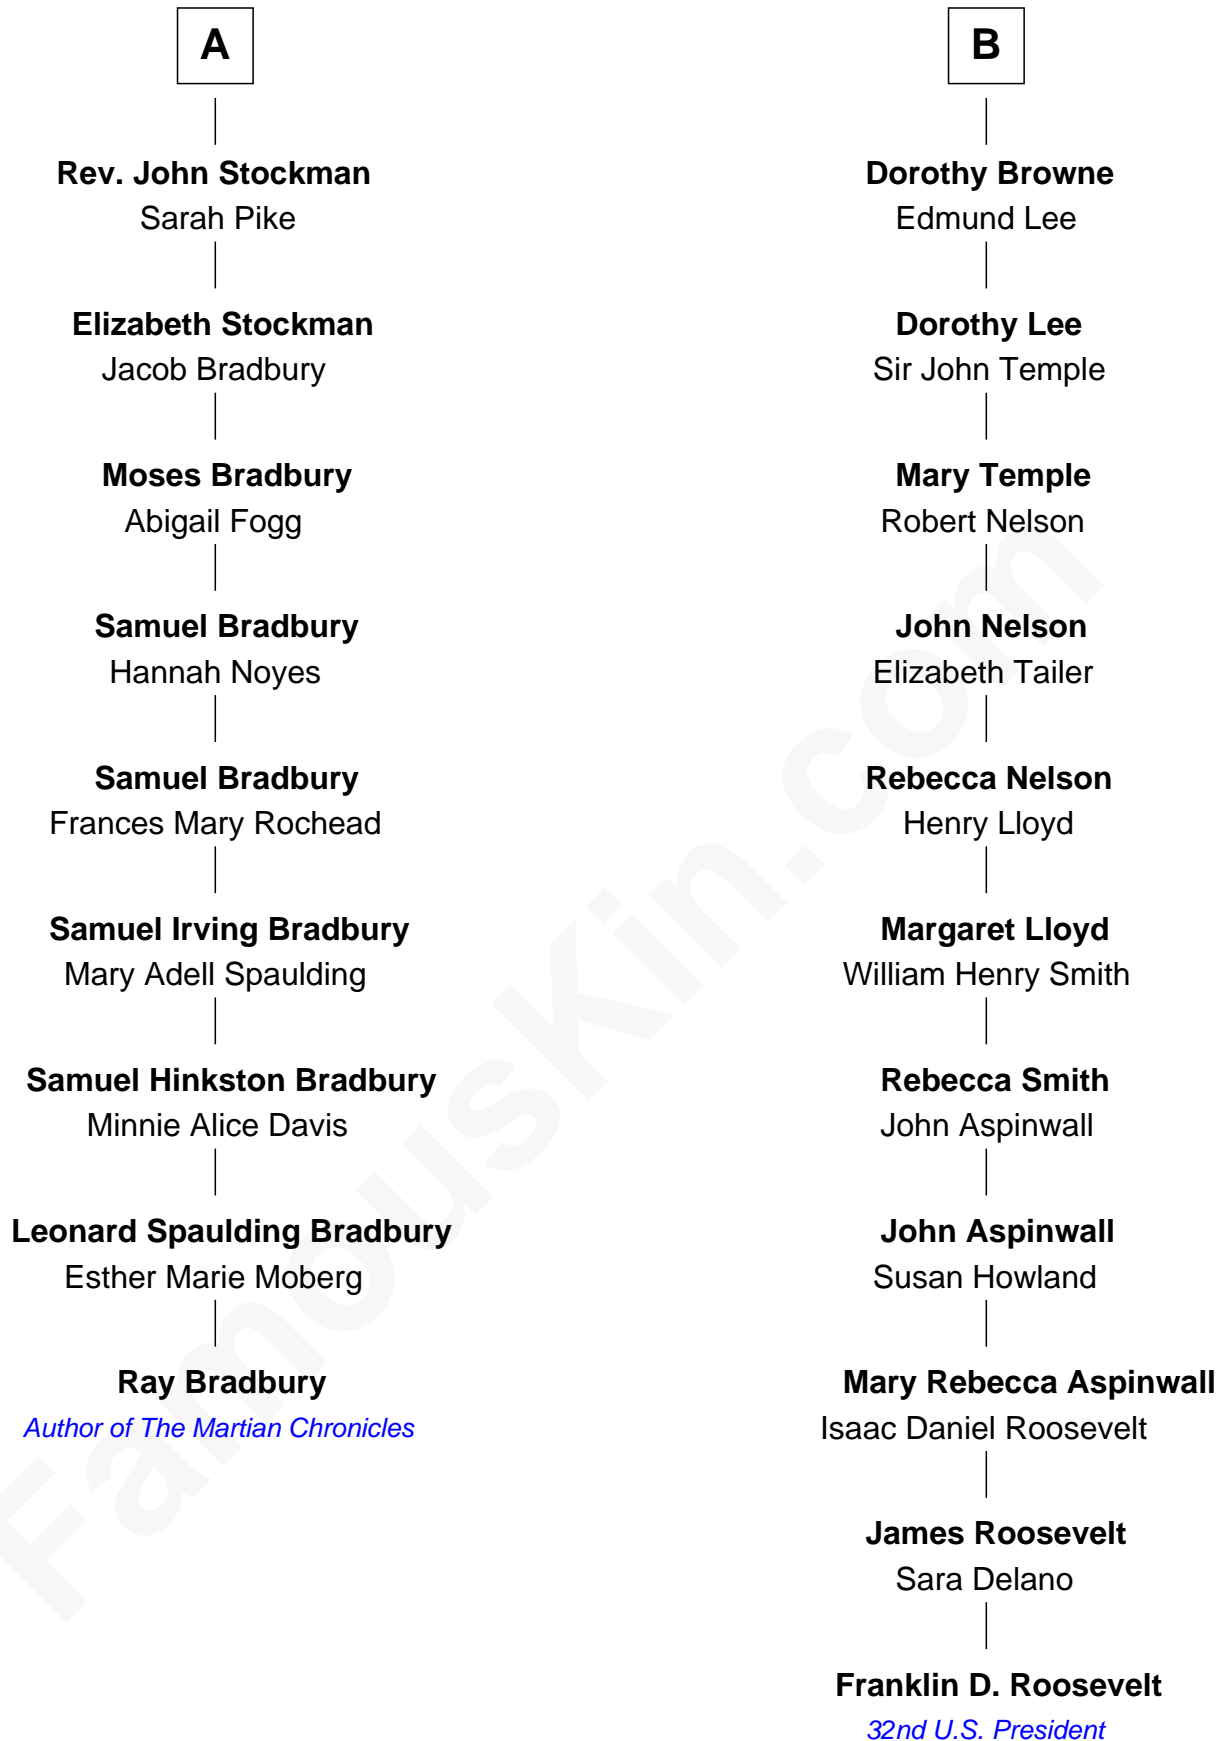 A
Rev. John Stockman
Sarah Pike
Elizabeth Stockman
Jacob Bradbury
Moses Bradbury
Abigail Fogg
Samuel Bradbury
Hannah Noyes
Samuel Bradbury
Frances Mary Rochead
Samuel Irving Bradbury
Mary Adell Spaulding
Samuel Hinkston Bradbury
Minnie Alice Davis
Leonard Spaulding Bradbury
Esther Marie Moberg
Ray Bradbury
Author of The Martian Chronicles
B
Dorothy Browne
Edmund Lee
Dorothy Lee
Sir John Temple
Mary Temple
Robert Nelson
John Nelson
Elizabeth Tailer
Rebecca Nelson
Henry Lloyd
Margaret Lloyd
William Henry Smith
Rebecca Smith
John Aspinwall
John Aspinwall
Susan Howland
Mary Rebecca Aspinwall
Isaac Daniel Roosevelt
James Roosevelt
Sara Delano
Franklin D. Roosevelt
32nd U.S. President
FamousKin.com